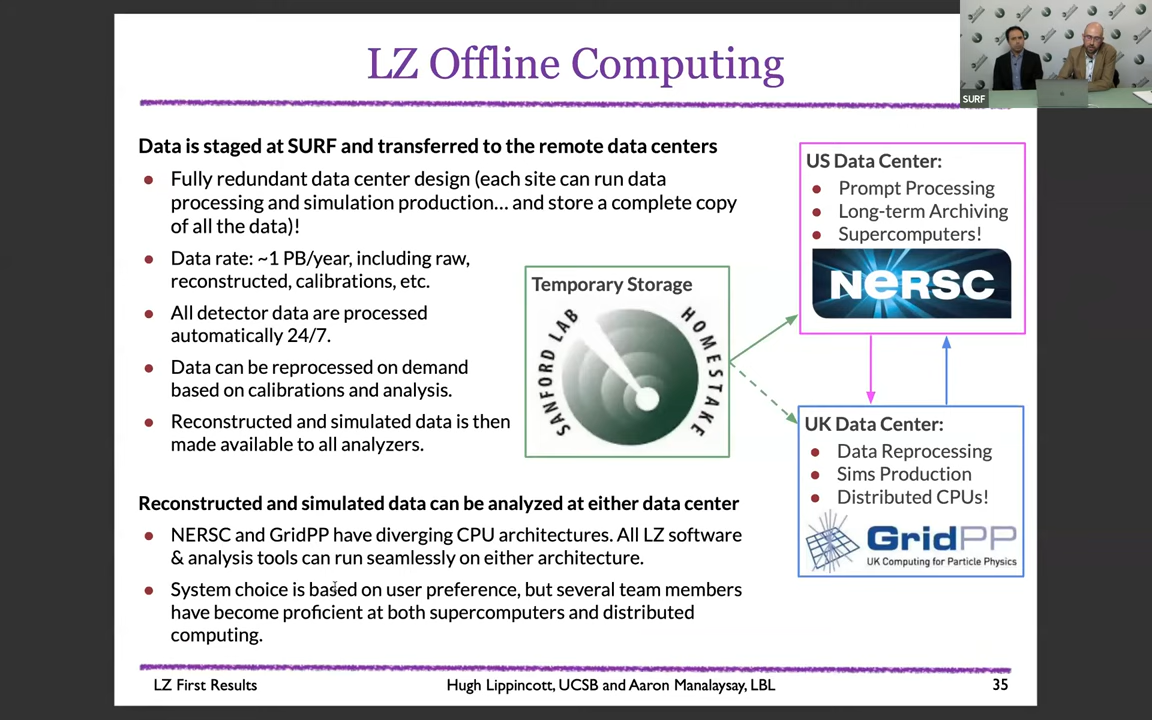 LZ Offline Computing
SURF
Data is staged at SURF and transferred to the remote data centers
• Fully redundant data center design (each site can run data
processing and simulation production... and store a complete copy
of all the data)!
• Data rate: ~1 PB/year, including raw,
reconstructed, calibrations, etc.
• All detector data are processed
automatically 24/7.
• Data can be reprocessed on demand
based on calibrations and analysis.
• Reconstructed and simulated data is then
made available to all analyzers.
Temporary Storage
SANFORD LAB
HOMESTAKE
US Data Center:
• Prompt Processing
• Long-term Archiving
• Supercomputers!
NERSC
UK Data Center:
• Data Reprocessing
• Sims Production
• Distributed CPUs!
GridPP
UK Computing for Particle Physics
Reconstructed and simulated data can be analyzed at either data center
• NERSC and GridPP have diverging CPU architectures. All LZ software
& analysis tools can run seamlessly on either architecture.
• System choice is based on user preference, but several team members
have become proficient at both supercomputers and distributed
computing.
LZ First Results
Hugh Lippincott, UCSB and Aaron Manalaysay, LBL
35